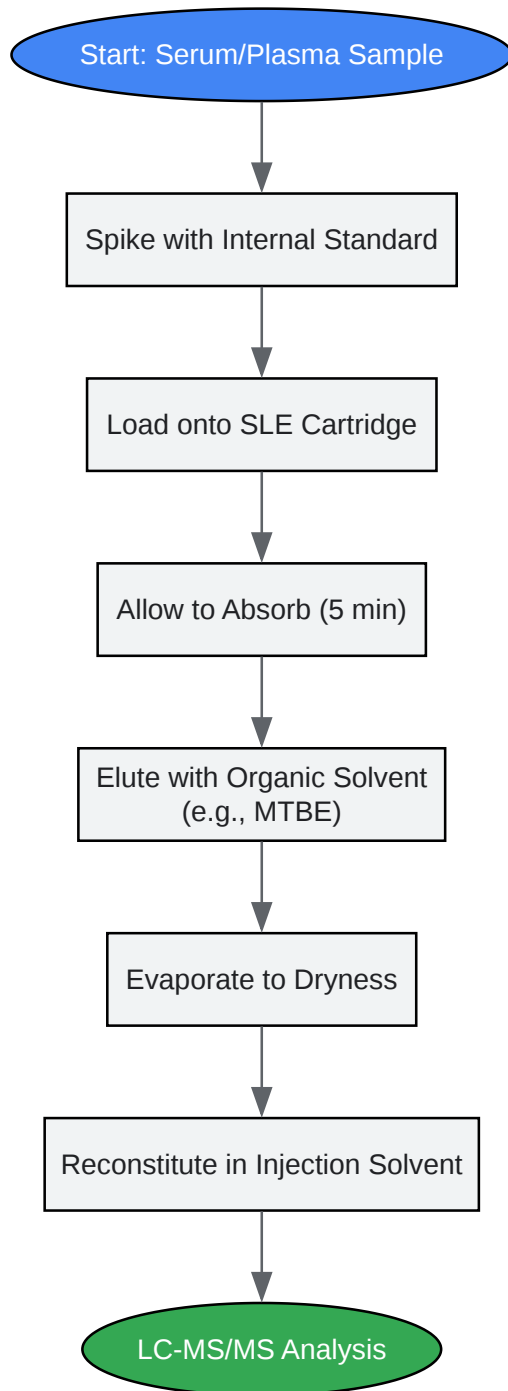 Start: Serum/Plasma Sample
Spike with Internal Standard
Load onto SLE Cartridge
Allow to Absorb (5 min)
Elute with Organic Solvent
(e.g., MTBE)
Evaporate to Dryness
Reconstitute in Injection Solvent
LC-MS/MS Analysis